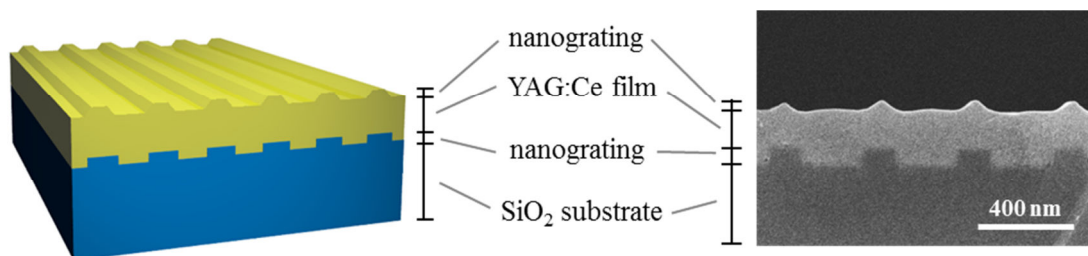 nanograting
YAG:Ce film
nanograting
SiO₂ substrate
400 nm